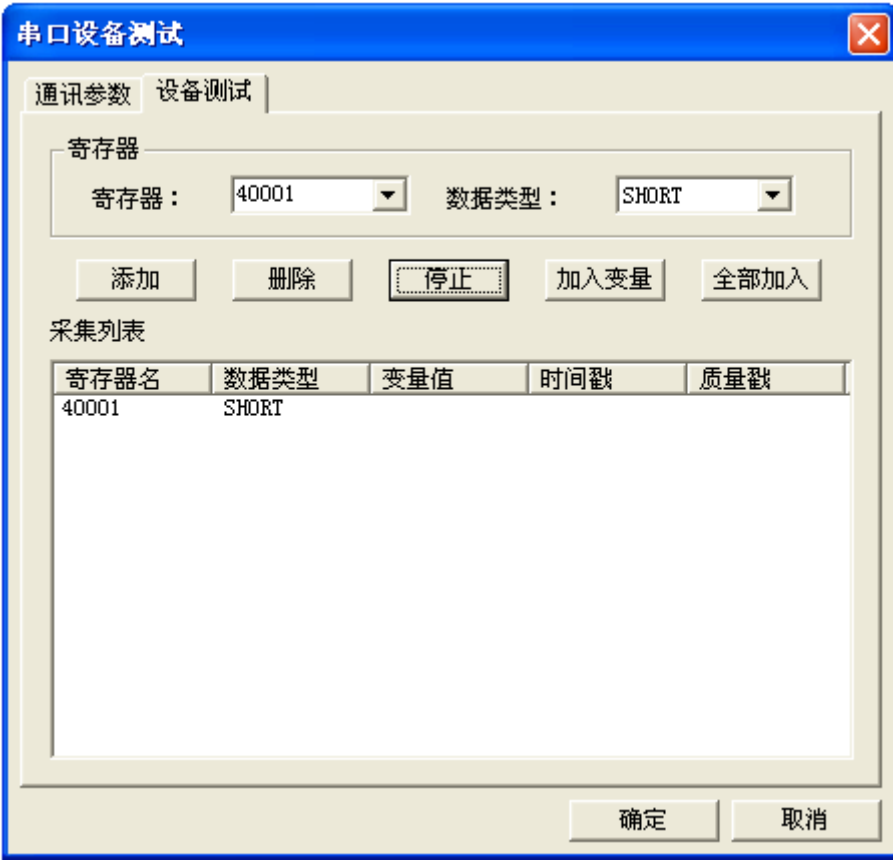 串口设备测试
通讯参数 设备测试
寄存器
寄存器： 40001 数据类型： SHORT
添加 删除 停止 加入变量 全部加入
采集列表
寄存器名 数据类型 变量值 时间戳 质量戳
40001 SHORT
确定 取消